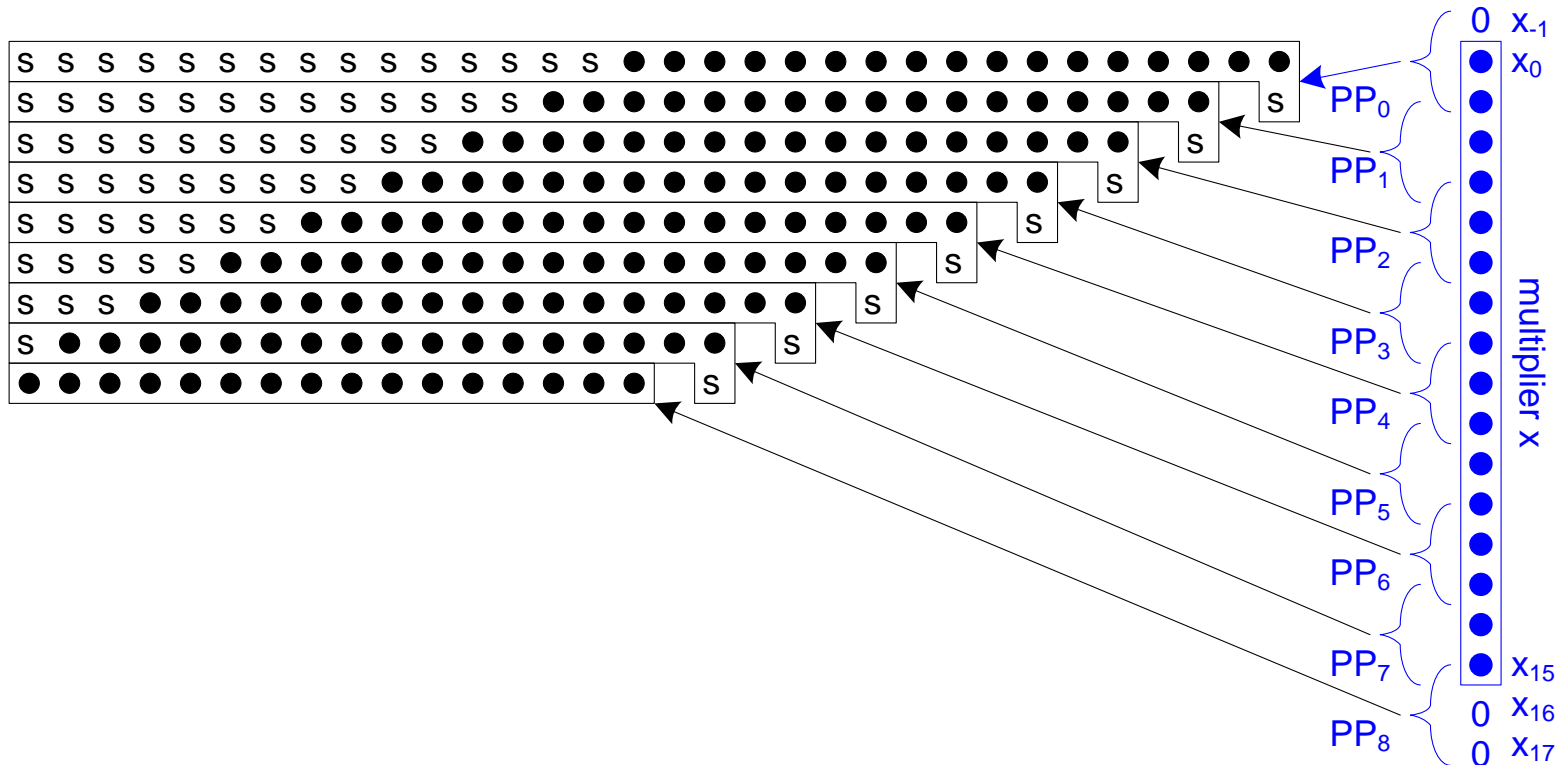 0 x₋₁
s s s s s s s s s s s s s s s
x₀
s s s s s s s s s s s s s s
PP₀
s s s s s s s s s s s s
PP₁
s s s s s s s s s s
s s s s s s s s
PP₂
s s s s s s
s s s s
PP₃
s s
s
PP₄
multiplier x
PP₅
PP₆
PP₇
x₁₅
0 x₁₆
PP₈
0 x₁₇